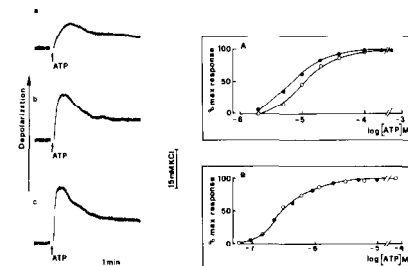 a
ATP
b
ATP
c
ATP
1min
Depolarization
15mMKCl
A
% max response
100
50
0
-6
-5
-4
-3
log[ATP]M
B
% max response
100
50
0
-7
-6
-5
-4
log[ATP]M